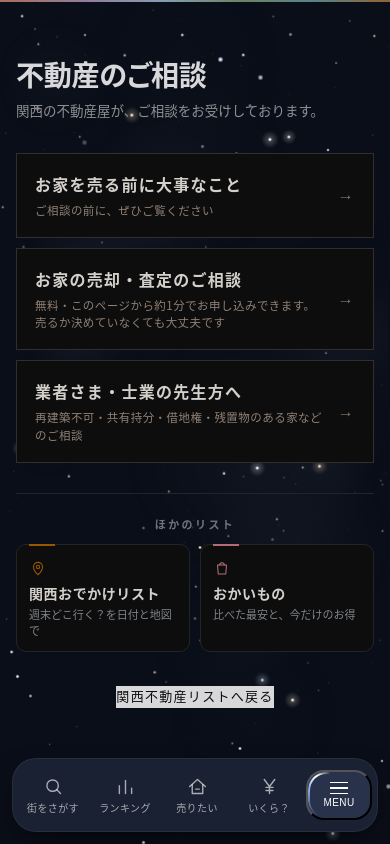 不動産のご相談
関西の不動産屋が、ご相談をお受けしております。
お家を売る前に大事なこと
ご相談の前に、ぜひご覧ください
→
お家の売却・査定のご相談
無料・このページから約1分でお申し込みできます。
売るか決めていなくても大丈夫です
→
業者さま・士業の先生方へ
再建築不可・共有持分・借地権・残置物のある家など
のご相談
→
ほかのリスト
関西おでかけリスト
週末どこ行く？を日付と地図
で
おかいもの
比べた最安と、今だけのお得
関西不動産リストへ戻る
街をさがす
ランキング
売りたい
いくら？
MENU